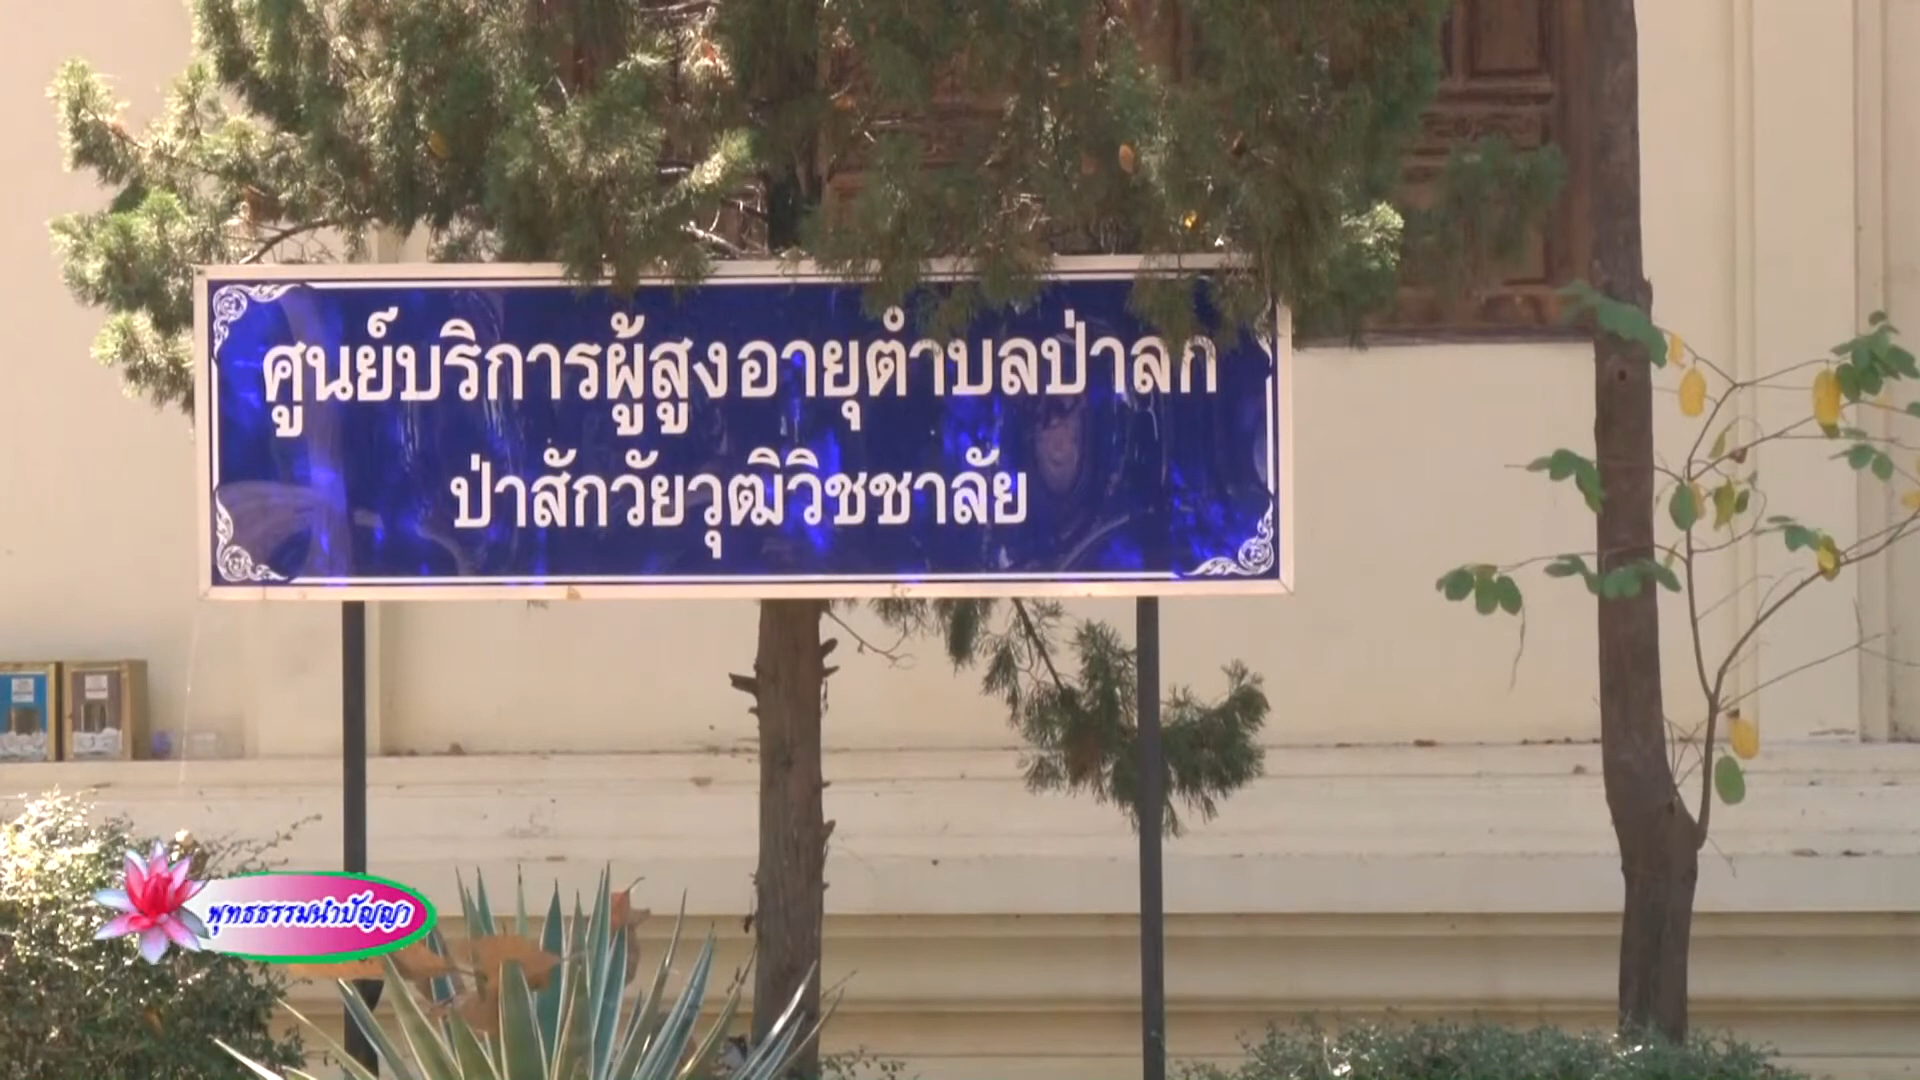 ศูนย์บริการผู้สูงอายุตำบลป่าสัก
ป่าสักวัยวุฒิวิชชาลัย
พุทธธรรมนำปัญญา